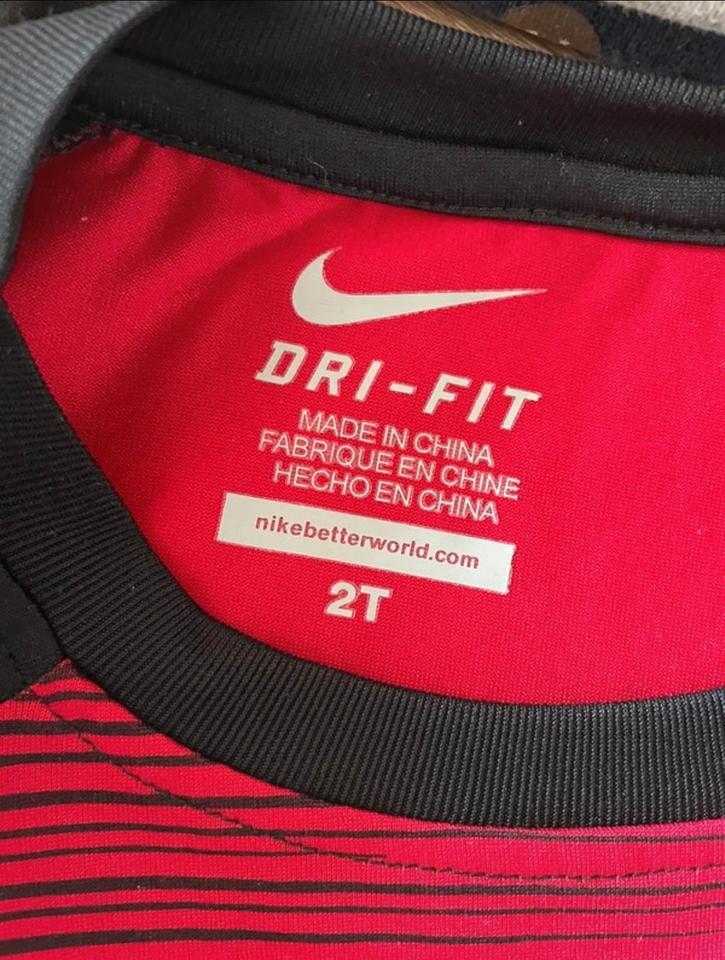 DRI-FIT
MADE IN CHINA
FABRIQUE EN CHINE
HECHO EN CHINA
nikebetterworld.com
2T